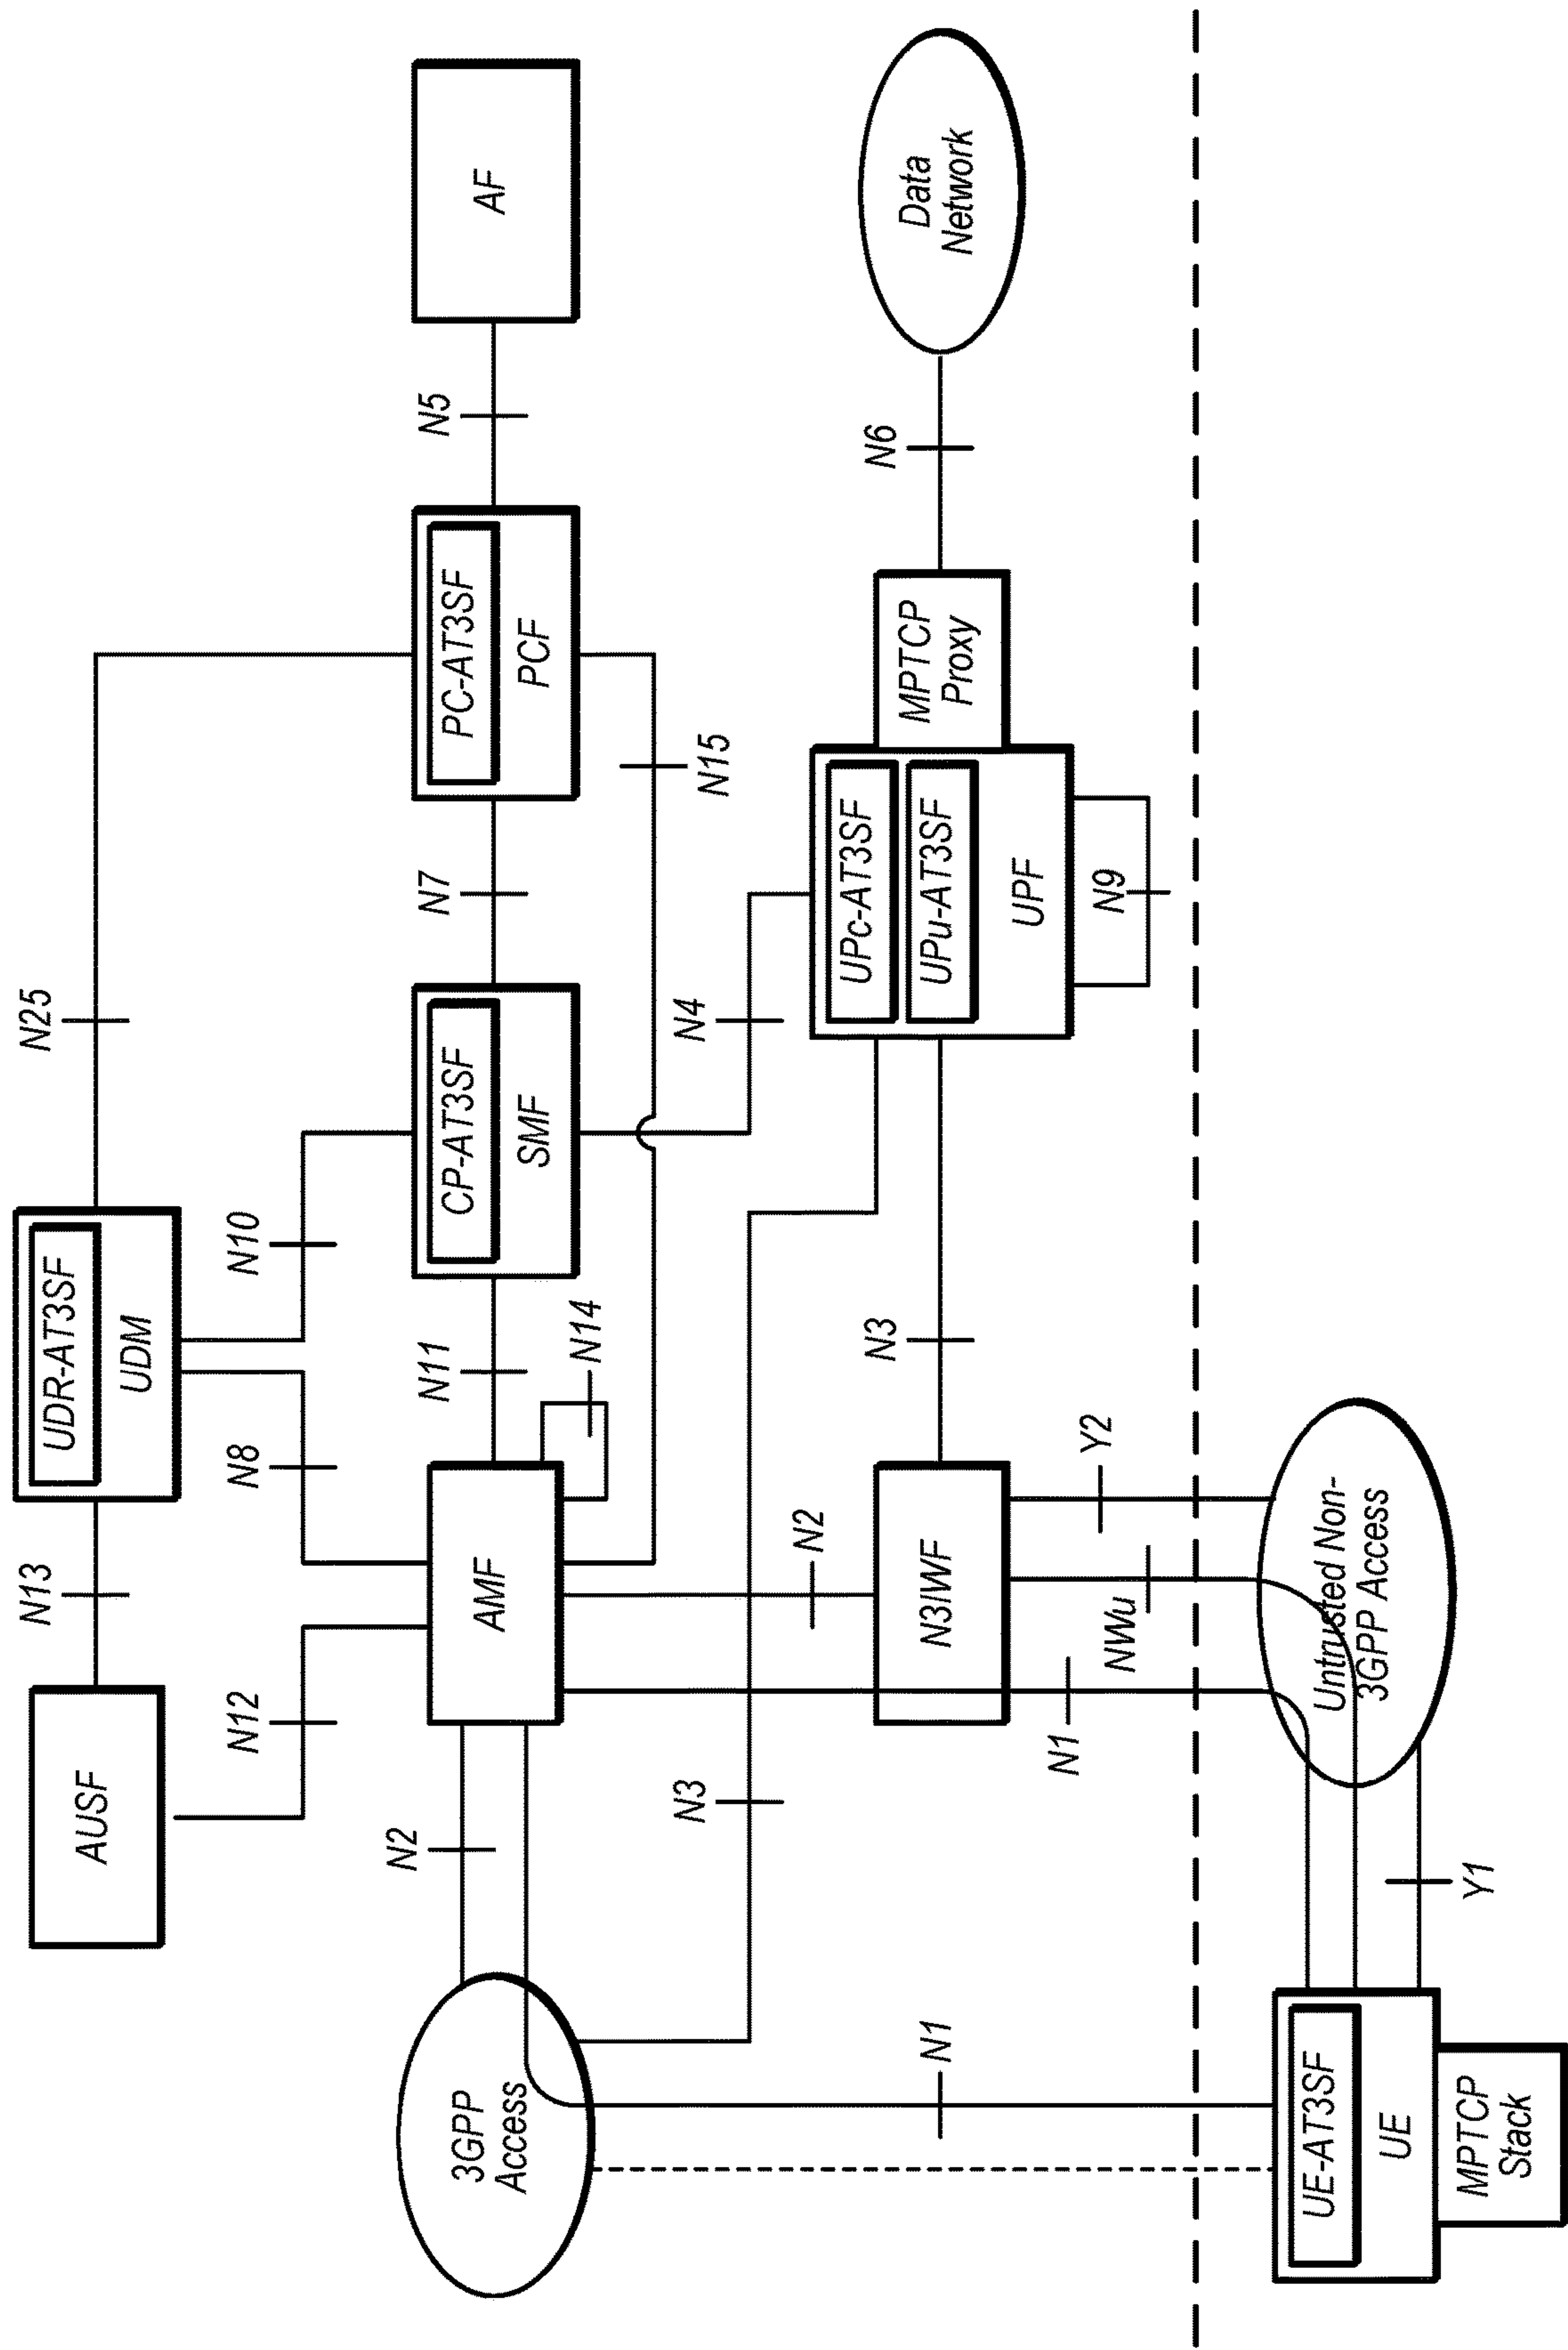 UDR-AT3SF
UDM
AUSF
N13
N25
N12
N8
N10
3GPP
Access
N2
AMF
N11
N14
CP-AT3SF
SMF
N7
PC-AT3SF
PCF
N5
AF
N15
N3
N2
N4
N3IWF
N3
UPc-AT3SF
UPu-AT3SF
UPF
MPTCP
Proxy
N6
Data
Network
N9
N1
N1
NWu
Y2
Untrusted Non-
3GPP Access
UE-AT3SF
UE
MPTCP
Stack
Y1